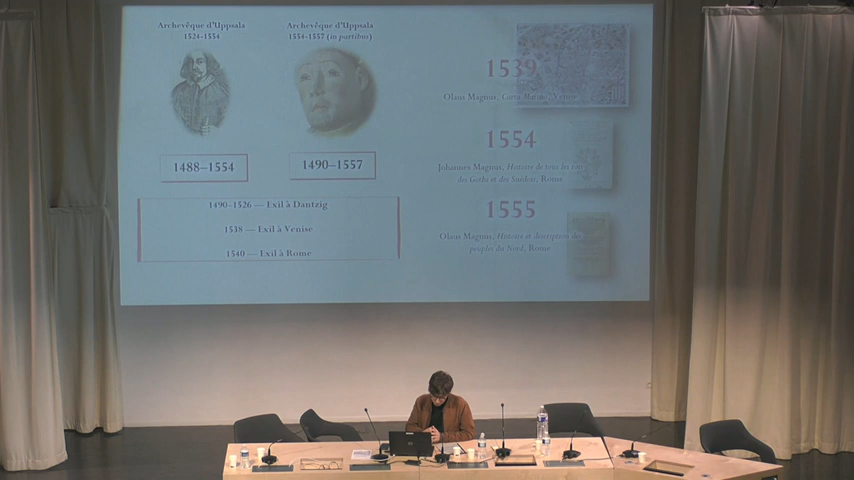 Archevêque d'Uppsala
1524-1554
Archevêque d'Uppsala
1554-1557 (in partibus)
1488–1554
1490–1557
1490–1526 — Exil à Dantzig
1538 — Exil à Venise
1540 — Exil à Rome
1539
Olaus Magnus, Carta Marina, Venise
1554
Johannes Magnus, Histoire de tous les rois
des Goths et des Suédois, Rome
1555
Olaus Magnus, Histoire et description des
peuples du Nord, Rome